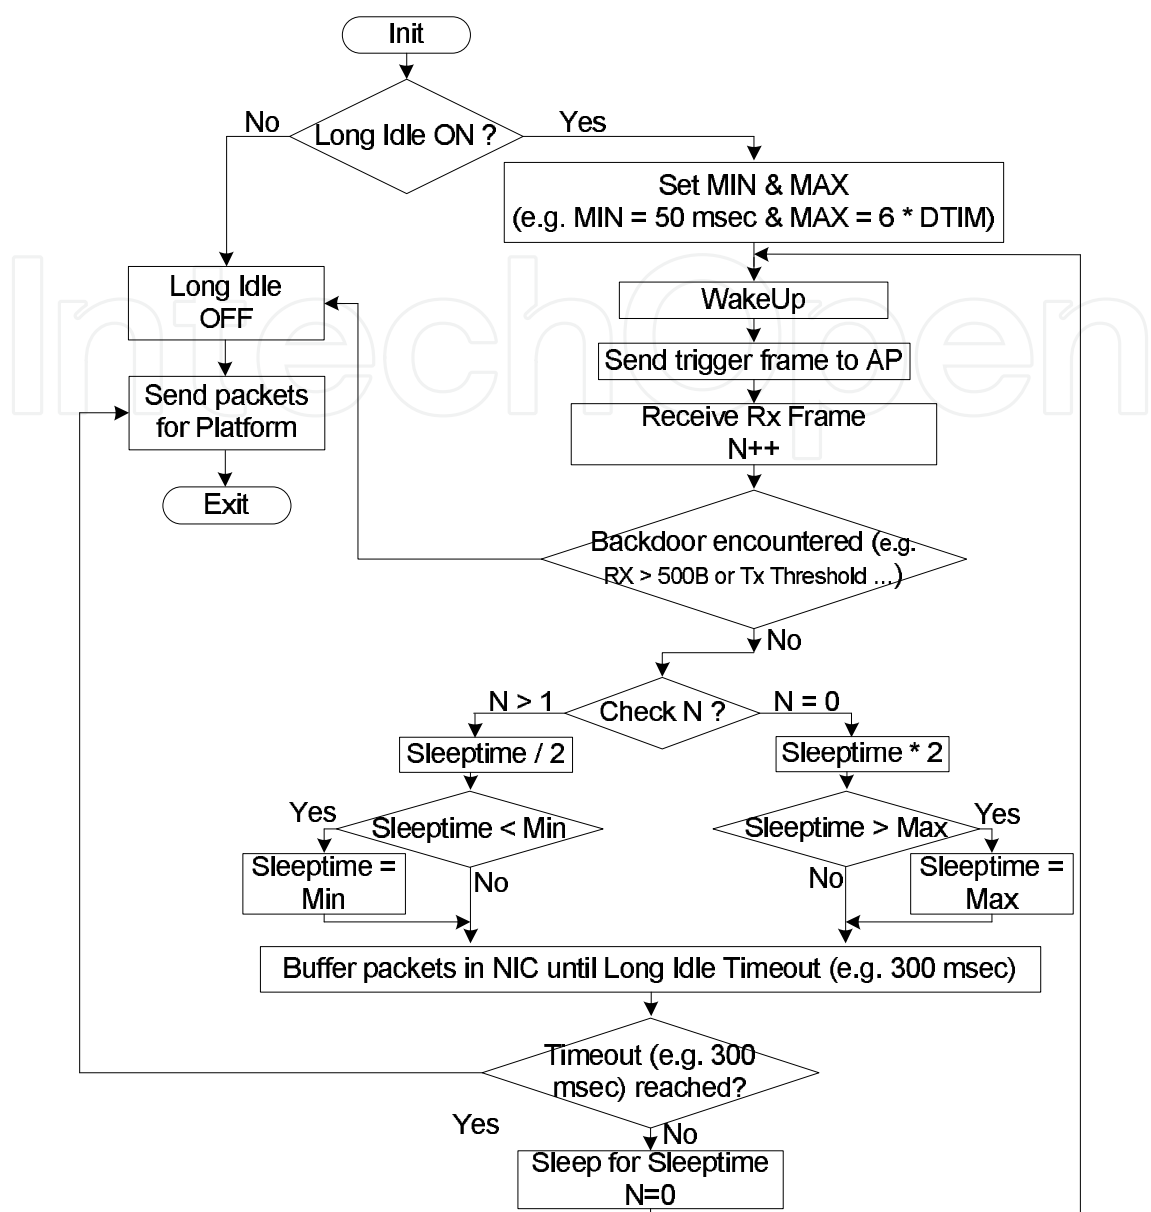 Init
Long Idle ON ?
No
Yes
Set MIN & MAX
(e.g. MIN = 50 msec & MAX = 6 * DTIM)
Long Idle
OFF
WakeUp
Send trigger frame to AP
Send packets
for Platform
Receive Rx Frame
N++
Exit
Backdoor encountered (e.g.
RX > 500B or Tx Threshold ...)
No
Check N ?
N > 1
N = 0
Sleeptime / 2
Sleeptime * 2
Sleeptime < Min
Yes
Sleeptime > Max
Yes
Sleeptime =
Min
No
No
Sleeptime =
Max
Buffer packets in NIC until Long Idle Timeout (e.g. 300 msec)
Timeout (e.g. 300
msec) reached?
Yes
No
Sleep for Sleeptime
N=0
IntechOpen